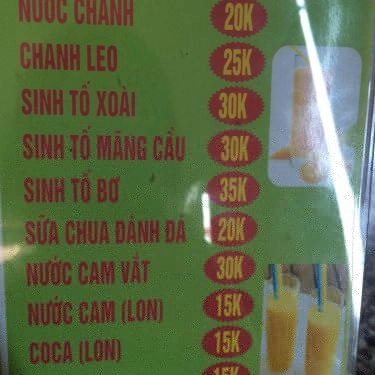 NƯỚC CHANH 20K
CHANH LEO 25K
SINH TỐ XOÀI 30K
SINH TỐ MÃNG CẦU 30K
SINH TỐ BƠ 35K
SỮA CHUA ĐÁNH ĐÁ 20K
NƯỚC CAM VẮT 30K
NƯỚC CAM (LON) 15K
COCA (LON) 15K
15K